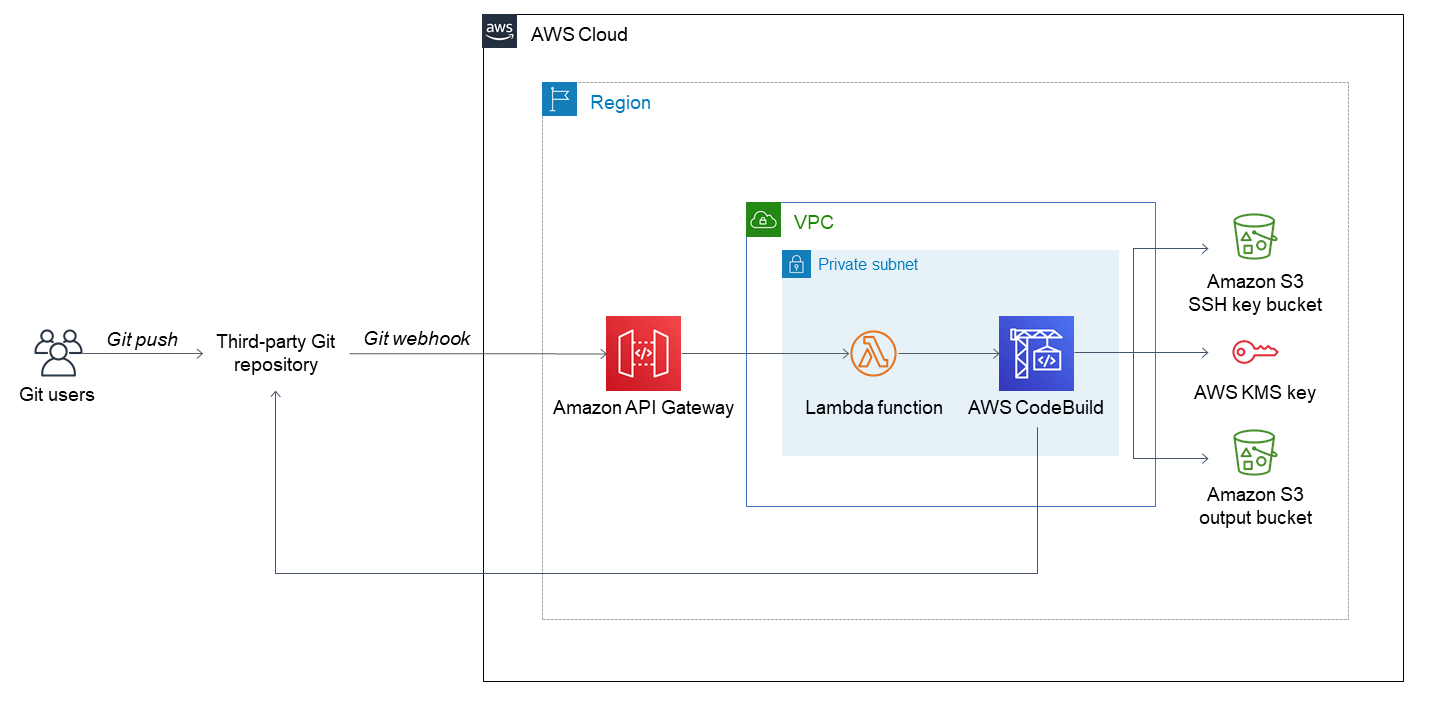 aws
AWS Cloud
Region
VPC
Private subnet
Git push
Git users
Third-party Git
repository
Git webhook
Amazon API Gateway
Lambda function
AWS CodeBuild
Amazon S3
SSH key bucket
AWS KMS key
Amazon S3
output bucket